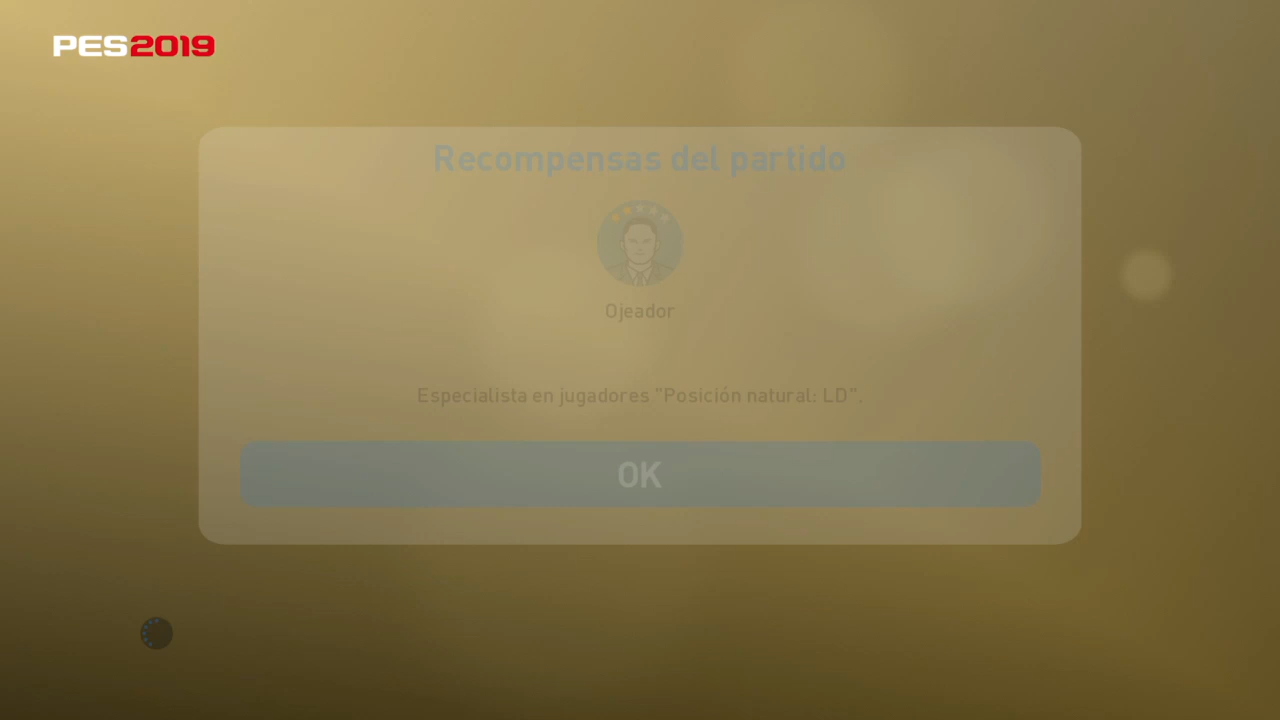 PES2019
Recompensas del partido
Ojeador
Especialista en jugadores "Posición natural: LD".
OK